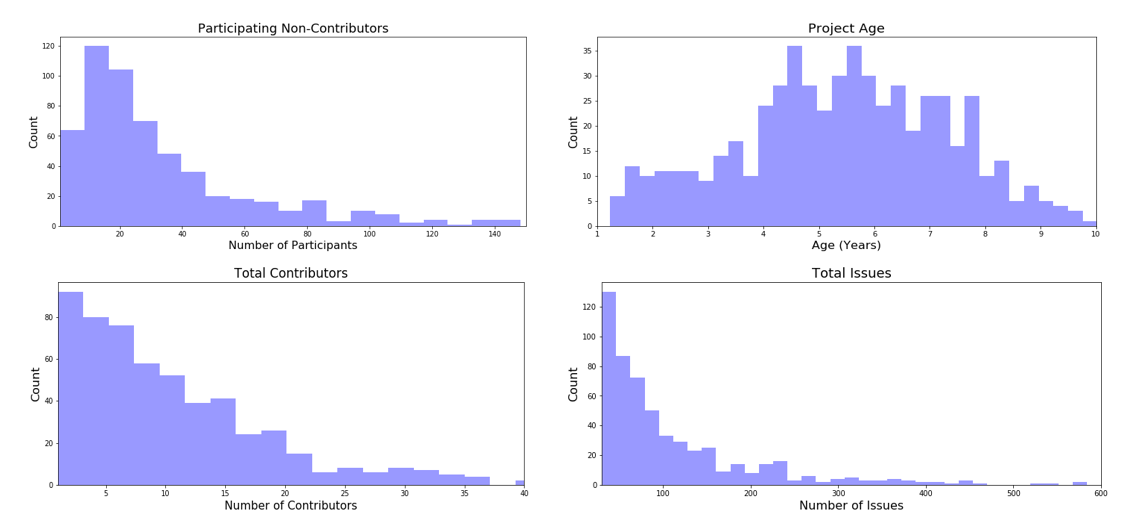 Participating Non-Contributors
120
100
80
60
40
20
0
Count
20 40 60 80 100 120 140
Number of Participants
Project Age
35
30
25
20
15
10
5
0
Count
1 2 3 4 5 6 7 8 9 10
Age (Years)
Total Contributors
80
60
40
20
0
Count
5 10 15 20 25 30 35 40
Number of Contributors
Total Issues
120
100
80
60
40
20
0
Count
100 200 300 400 500 600
Number of Issues